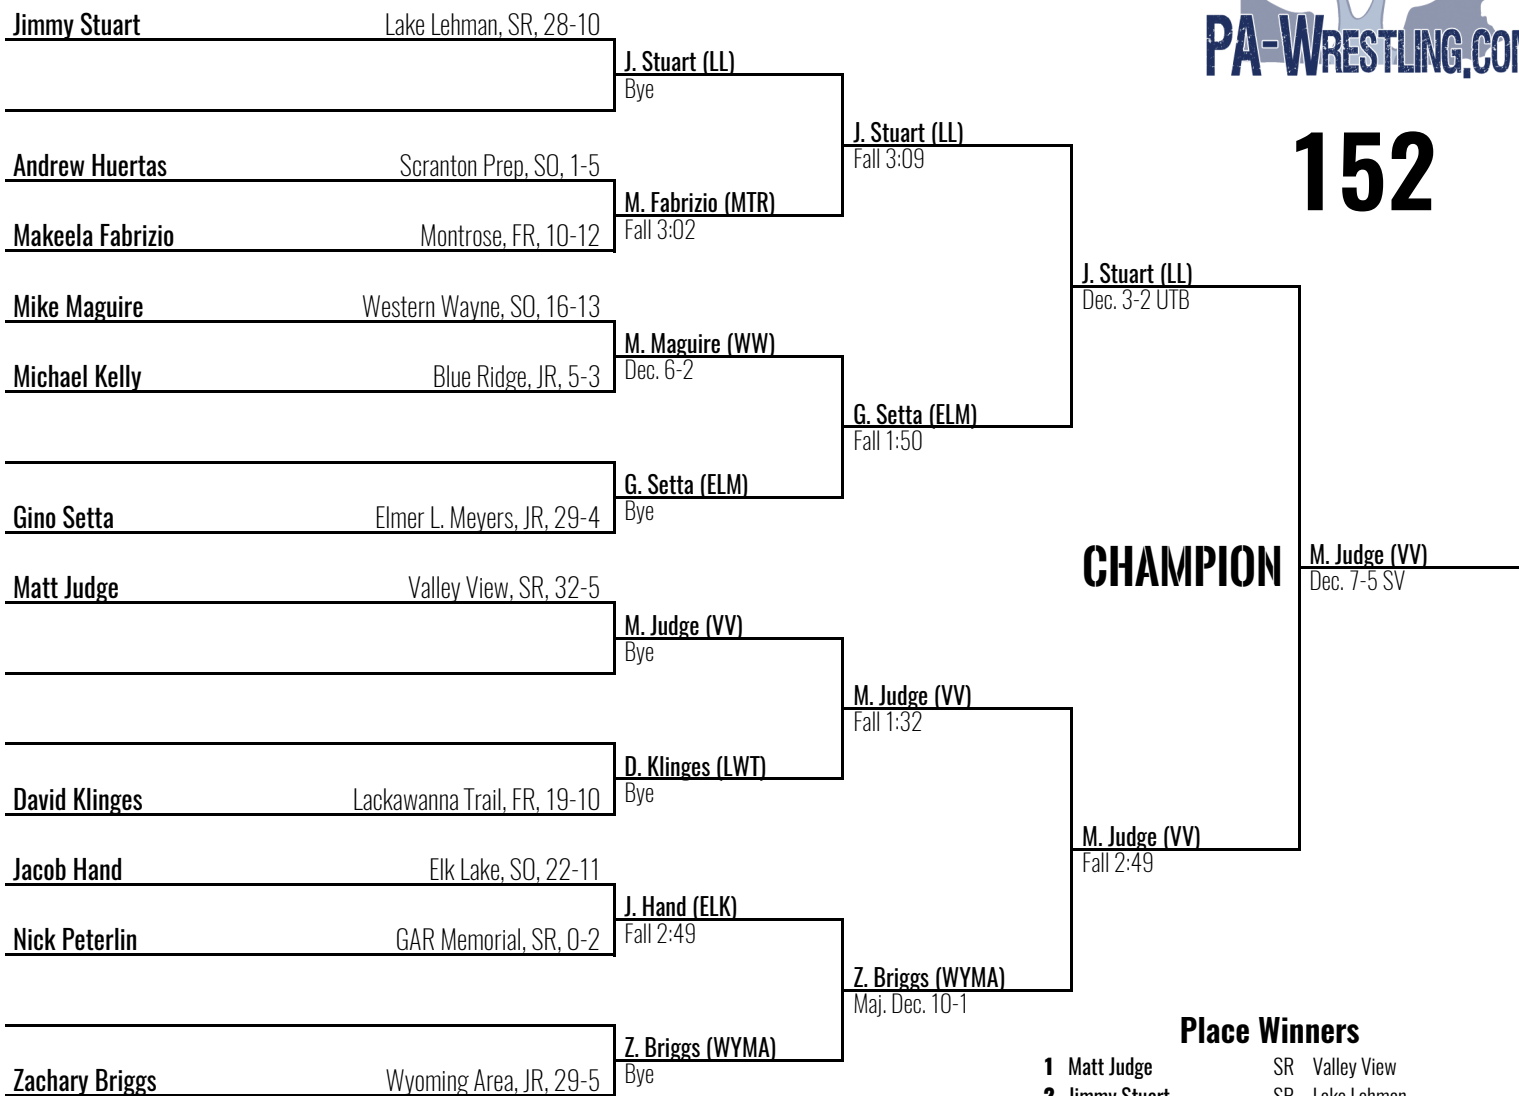 Jimmy Stuart Lake Lehman, SR, 28-10
PA-WRESTLING.COM
J. Stuart (LL)
Bye
J. Stuart (LL)
Fall 3:09
152
Andrew Huertas Scranton Prep, SO, 1-5
M. Fabrizio (MTR)
Fall 3:02
Makeela Fabrizio Montrose, FR, 10-12
J. Stuart (LL)
Dec. 3-2 UTB
Mike Maguire Western Wayne, SO, 16-13
M. Maguire (WW)
Dec. 6-2
Michael Kelly Blue Ridge, JR, 5-3
G. Setta (ELM)
Fall 1:50
G. Setta (ELM)
Bye
Gino Setta Elmer L. Meyers, JR, 29-4
CHAMPION
M. Judge (VV)
Dec. 7-5 SV
Matt Judge Valley View, SR, 32-5
M. Judge (VV)
Bye
M. Judge (VV)
Fall 1:32
D. Klinges (LWT)
Bye
David Klinges Lackawanna Trail, FR, 19-10
M. Judge (VV)
Fall 2:49
Jacob Hand Elk Lake, SO, 22-11
J. Hand (ELK)
Fall 2:49
Nick Peterlin GAR Memorial, SR, 0-2
Z. Briggs (WYMA)
Maj. Dec. 10-1
Z. Briggs (WYMA)
Bye
Zachary Briggs Wyoming Area, JR, 29-5
Place Winners
1 Matt Judge SR Valley View
2 Jimmy Stuart SR Lake Lehman